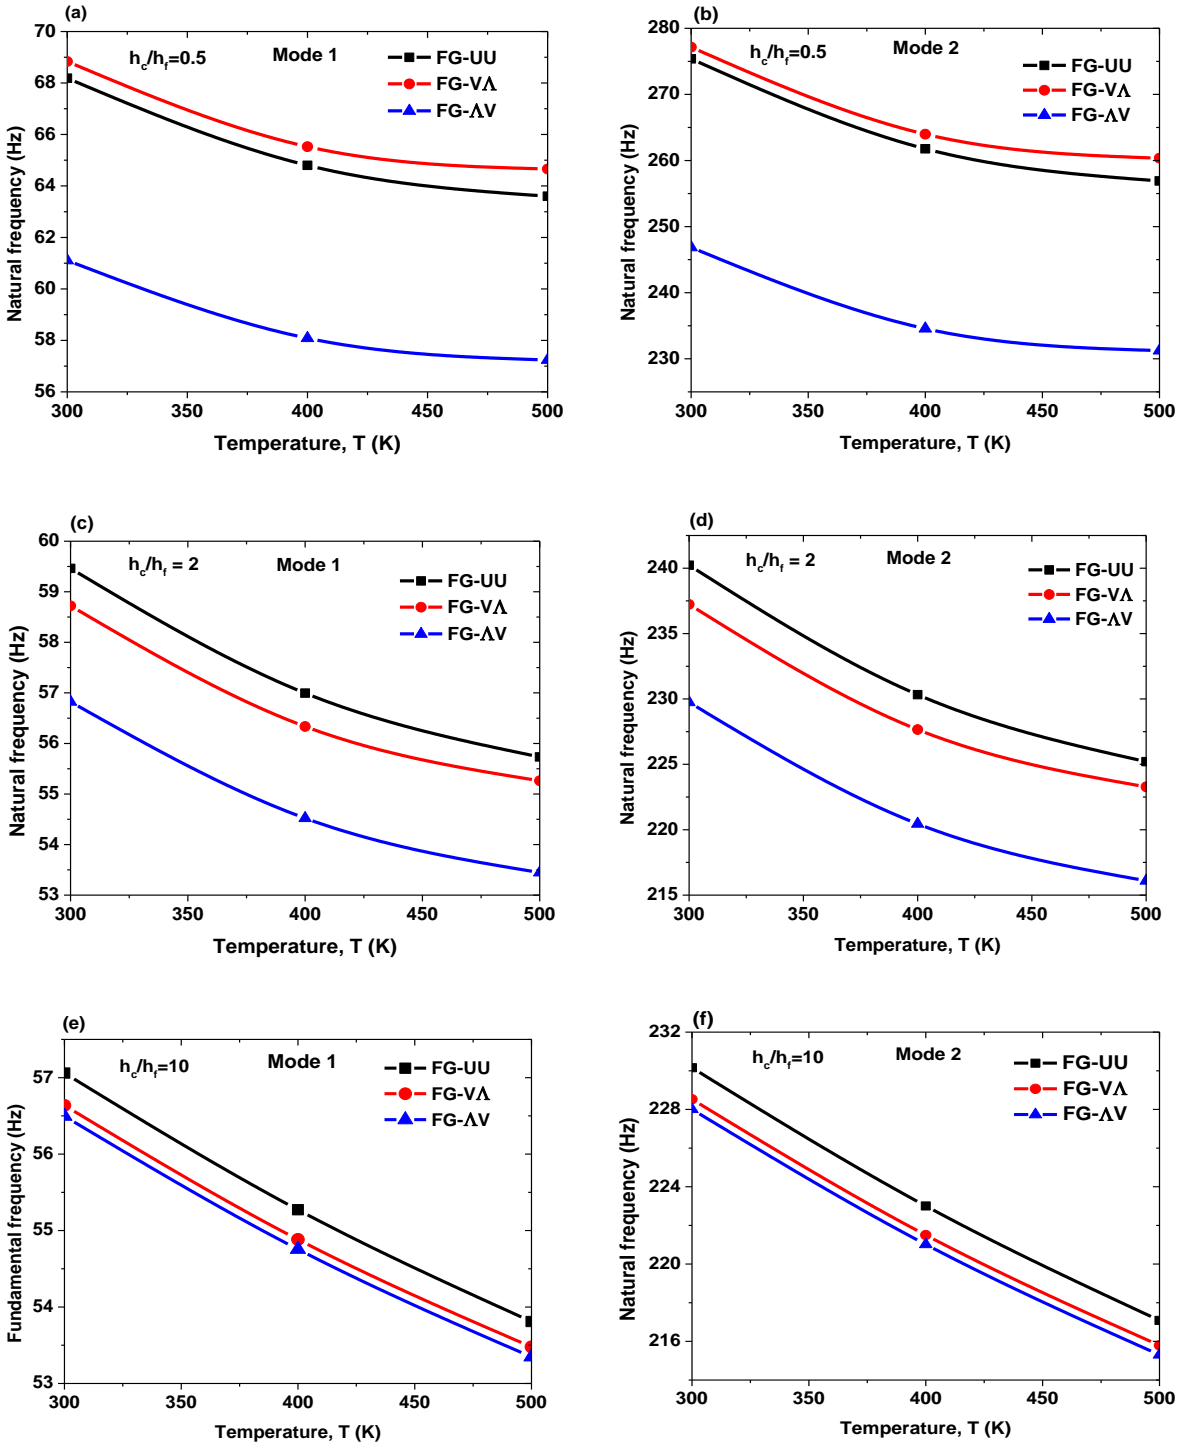 (a)
h_c/h_f=0.5 Mode 1
FG-UU
FG-VΛ
FG-ΛV
70
68
66
64
62
60
58
56
300 350 400 450 500
Natural frequency (Hz)
Temperature, T (K)
(b)
h_c/h_f=0.5 Mode 2
FG-UU
FG-VΛ
FG-ΛV
280
270
260
250
240
230
300 350 400 450 500
Natural frequency (Hz)
Temperature, T (K)
(c)
h_c/h_f = 2 Mode 1
FG-UU
FG-VΛ
FG-ΛV
60
59
58
57
56
55
54
53
300 350 400 450 500
Natural frequency (Hz)
Temperature, T (K)
(d)
h_c/h_f = 2 Mode 2
FG-UU
FG-VΛ
FG-ΛV
240
235
230
225
220
215
300 350 400 450 500
Natural frequency (Hz)
Temperature, T (K)
(e)
h_c/h_f=10 Mode 1
FG-UU
FG-VΛ
FG-ΛV
57
56
55
54
53
300 350 400 450 500
Fundamental frequency (Hz)
Temperature, T (K)
(f)
h_c/h_f=10 Mode 2
FG-UU
FG-VΛ
FG-ΛV
232
228
224
220
216
300 350 400 450 500
Natural frequency (Hz)
Temperature, T (K)